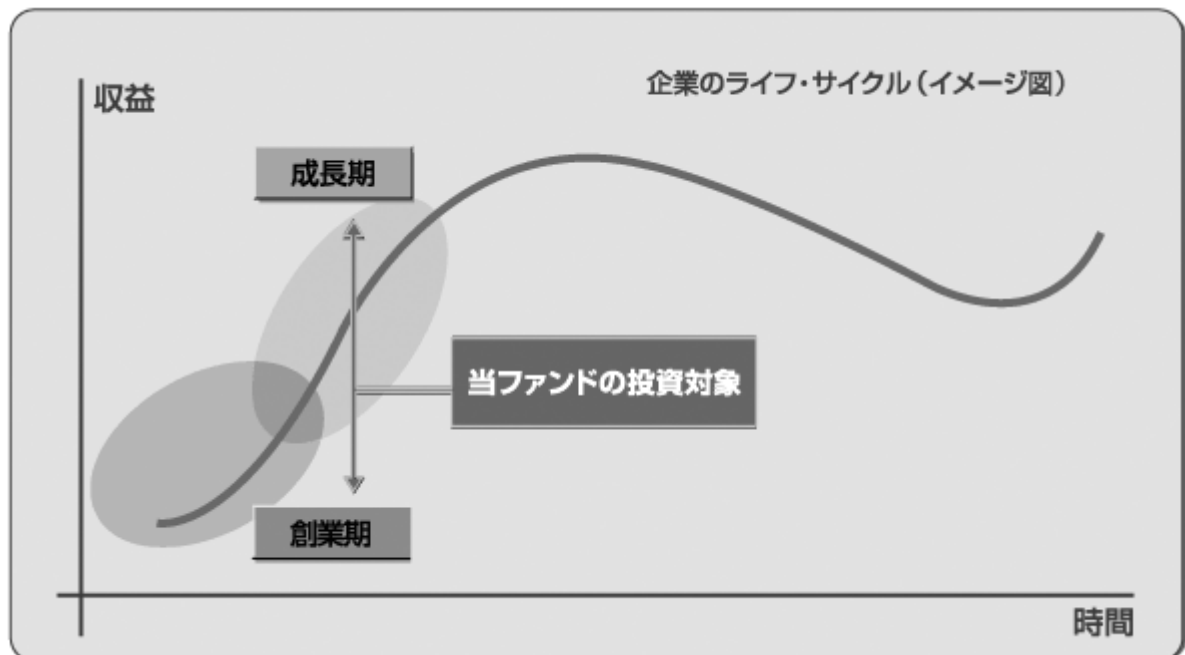 企業のライフ・サイクル（イメージ図）
収益
成長期
当ファンドの投資対象
創業期
時間